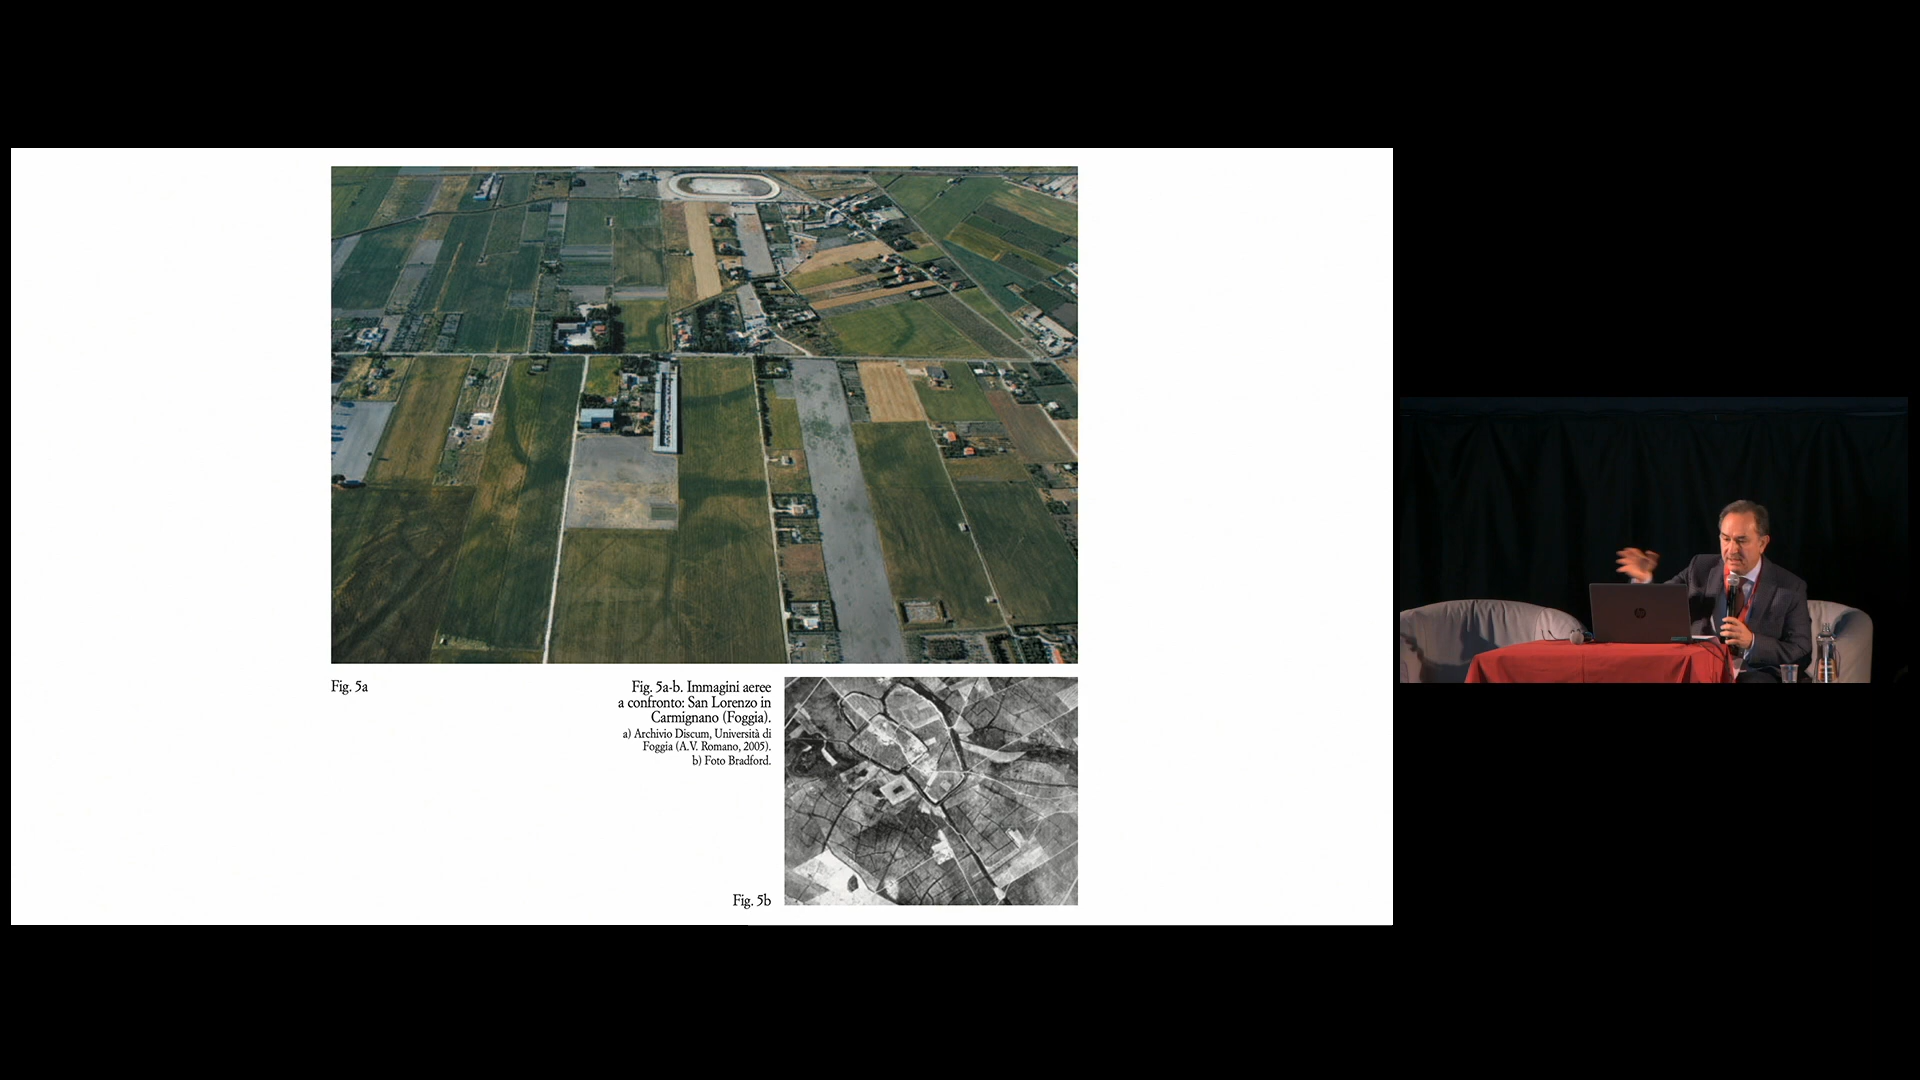 Fig. 5a
Fig. 5a-b. Immagini aeree
a confronto: San Lorenzo in
Carmignano (Foggia).
a) Archivio Discum, Università di
Foggia (A.V. Romano, 2005).
b) Foto Bradford.
Fig. 5b
hp